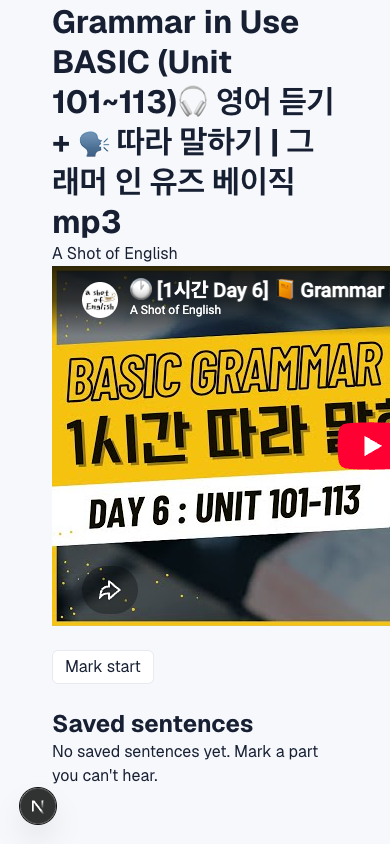 Grammar in Use
BASIC (Unit
101~113)🎧 영어 듣기
+ 🗣️ 따라 말하기 | 그
래머 인 유즈 베이직
mp3
A Shot of English
a shot of English
🕐 [1시간 Day 6] 📙 Grammar
A Shot of English
BASIC GRAMMAR
1시간 따라
DAY 6 : UNIT 101-113
Mark start
Saved sentences
No saved sentences yet. Mark a part
you can't hear.
N